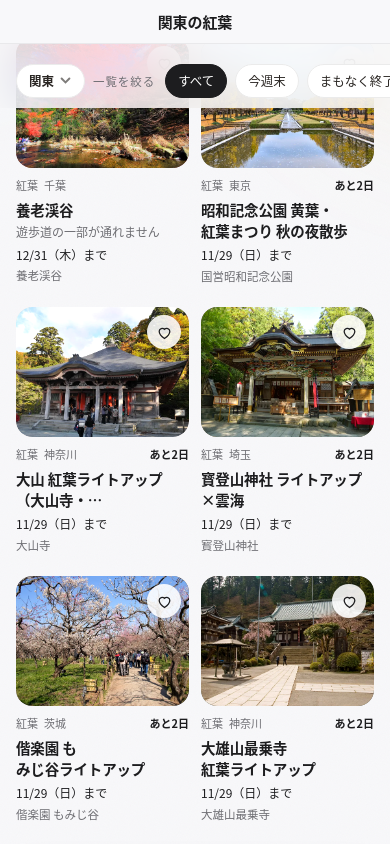 関東の紅葉
関東
一覧を絞る
すべて
今週末
まもなく終了
紅葉 千葉
養老渓谷
遊歩道の一部が通れません
12/31（木）まで
養老渓谷
紅葉 東京
あと2日
昭和記念公園 黄葉・
紅葉まつり 秋の夜散歩
11/29（日）まで
国営昭和記念公園
紅葉 神奈川
あと2日
大山 紅葉ライトアップ
（大山寺・…
11/29（日）まで
大山寺
紅葉 埼玉
あと2日
寳登山神社 ライトアップ
×雲海
11/29（日）まで
寳登山神社
紅葉 茨城
あと2日
偕楽園 も
みじ谷ライトアップ
11/29（日）まで
偕楽園 もみじ谷
紅葉 神奈川
あと2日
大雄山最乗寺
紅葉ライトアップ
11/29（日）まで
大雄山最乗寺